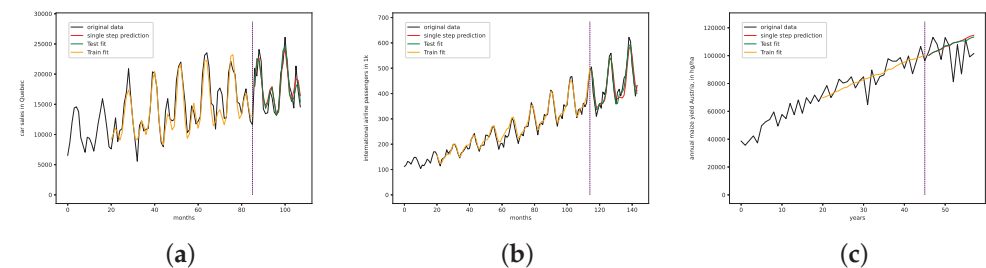 30000
25000
20000
15000
10000
5000
0
car sales in Quebec
original data
single step prediction
Test fit
Train fit
0 20 40 60 80 100
months
(a)
700
600
500
400
300
200
100
0
international airline passengers in 1k
original data
single step prediction
Test fit
Train fit
0 20 40 60 80 100 120 140
months
(b)
120000
100000
80000
60000
40000
20000
0
annual maize yield Austria, in hg/ha
original data
single step prediction
Test fit
Train fit
0 10 20 30 40 50
years
(c)